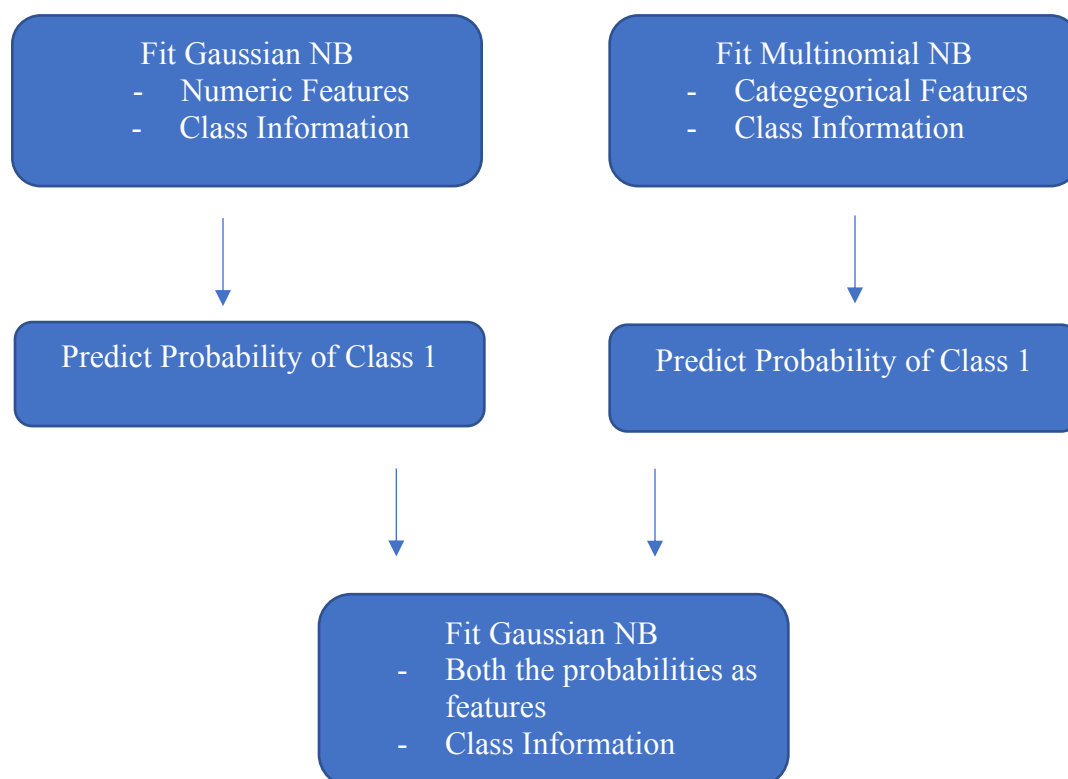 Fit Gaussian NB
- Numeric Features
- Class Information
Fit Multinomial NB
- Categegorical Features
- Class Information
Predict Probability of Class 1
Predict Probability of Class 1
Fit Gaussian NB
- Both the probabilities as
features
- Class Information